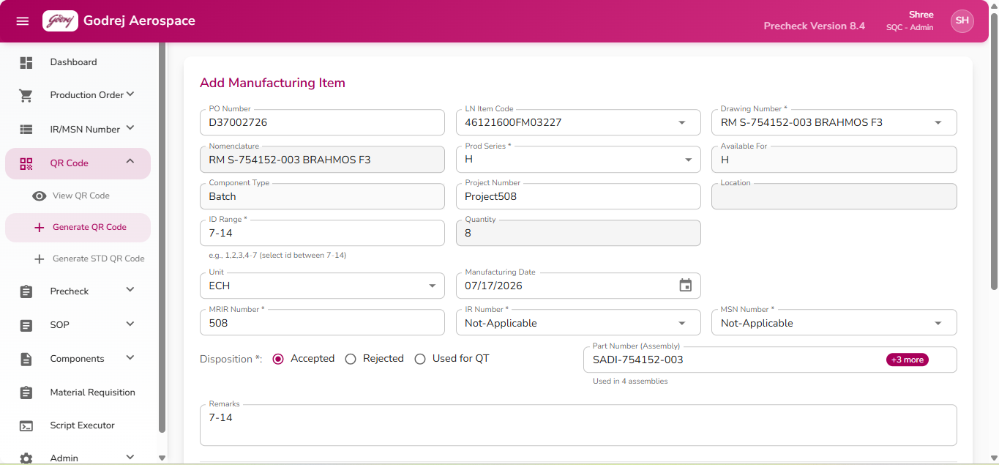 Godrej
Godrej Aerospace
Precheck Version 8.4
Shree
SQC - Admin
SH
Dashboard
Production Order
IR/MSN Number
QR Code
View QR Code
Generate QR Code
Generate STD QR Code
Precheck
SOP
Components
Material Requisition
Script Executor
Admin
Add Manufacturing Item
PO Number
D37002726
LN Item Code
46121600FM03227
Drawing Number *
RM S-754152-003 BRAHMOS F3
Nomenclature
RM S-754152-003 BRAHMOS F3
Prod Series *
H
Available For
H
Component Type
Batch
Project Number
Project508
Location
ID Range *
7-14
e.g., 1,2,3,4-7 (select id between 7-14)
Quantity
8
Unit
ECH
Manufacturing Date
07/17/2026
MRIR Number *
508
IR Number *
Not-Applicable
MSN Number *
Not-Applicable
Disposition *:
Accepted
Rejected
Used for QT
Part Number (Assembly)
SADI-754152-003
+3 more
Used in 4 assemblies
Remarks
7-14